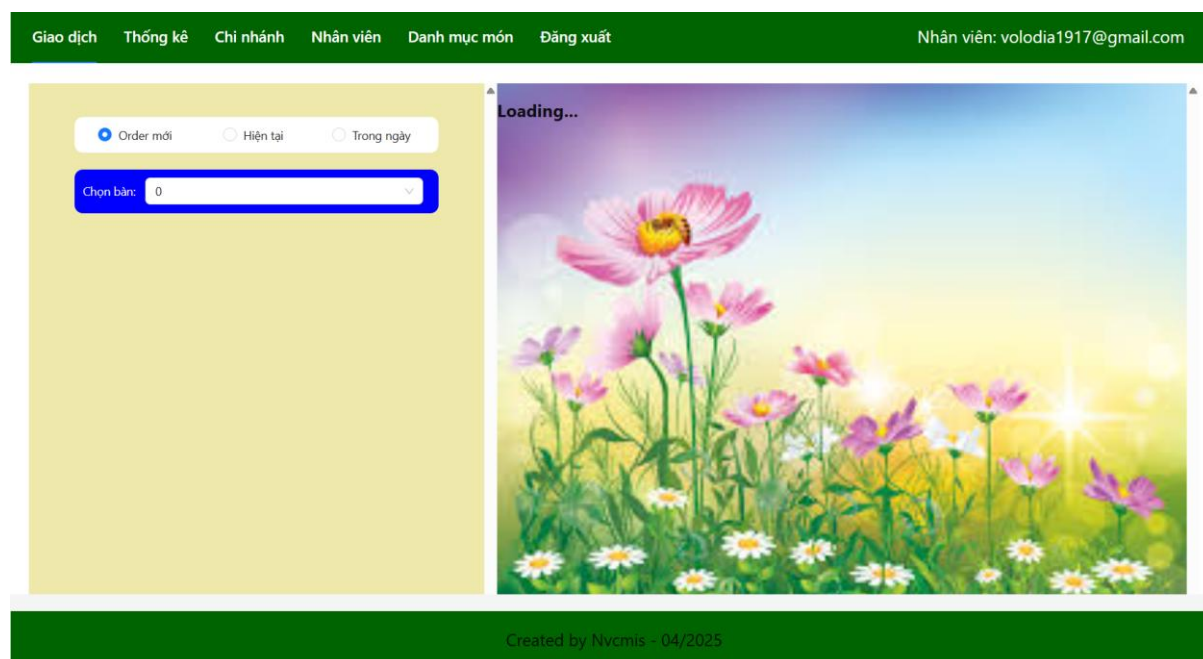 Giao dịch Thống kê Chi nhánh Nhân viên Danh mục món Đăng xuất Nhân viên: volodia1917@gmail.com
Order mới Hiện tại Trong ngày
Chọn bàn: 0
Loading...
Created by Nvcmis - 04/2025